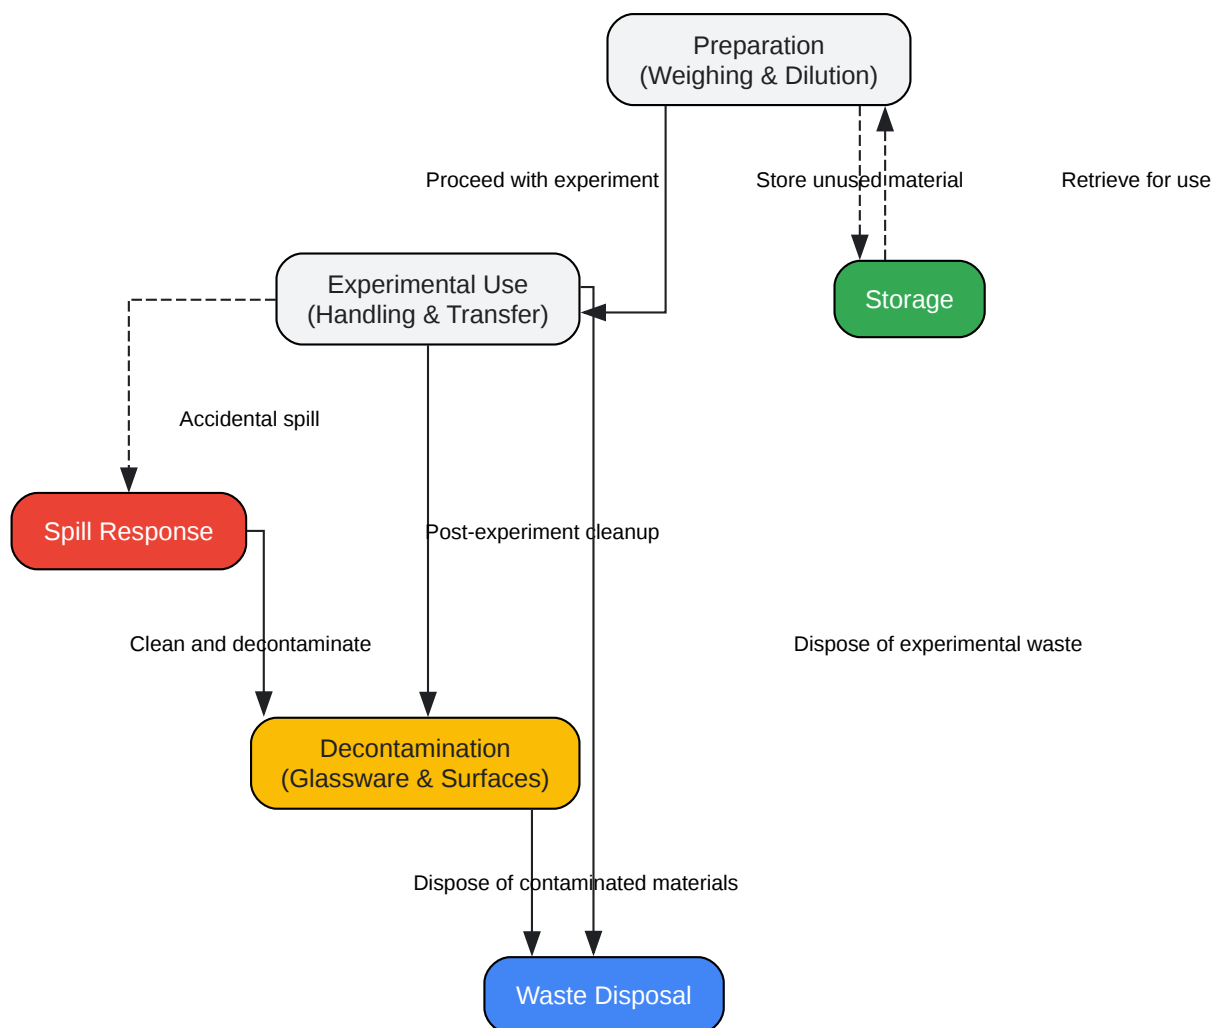 Preparation
(Weighing & Dilution)
Proceed with experiment
Store unused material
Retrieve for use
Experimental Use
(Handling & Transfer)
Storage
Accidental spill
Spill Response
Post-experiment cleanup
Clean and decontaminate
Dispose of experimental waste
Decontamination
(Glassware & Surfaces)
Dispose of contaminated materials
Waste Disposal